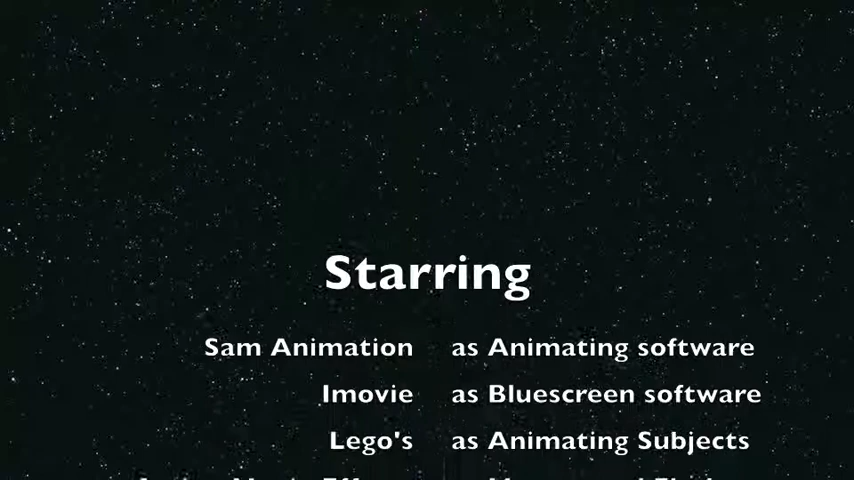 Starring
Sam Animation as Animating software
Imovie as Bluescreen software
Lego's as Animating Subjects